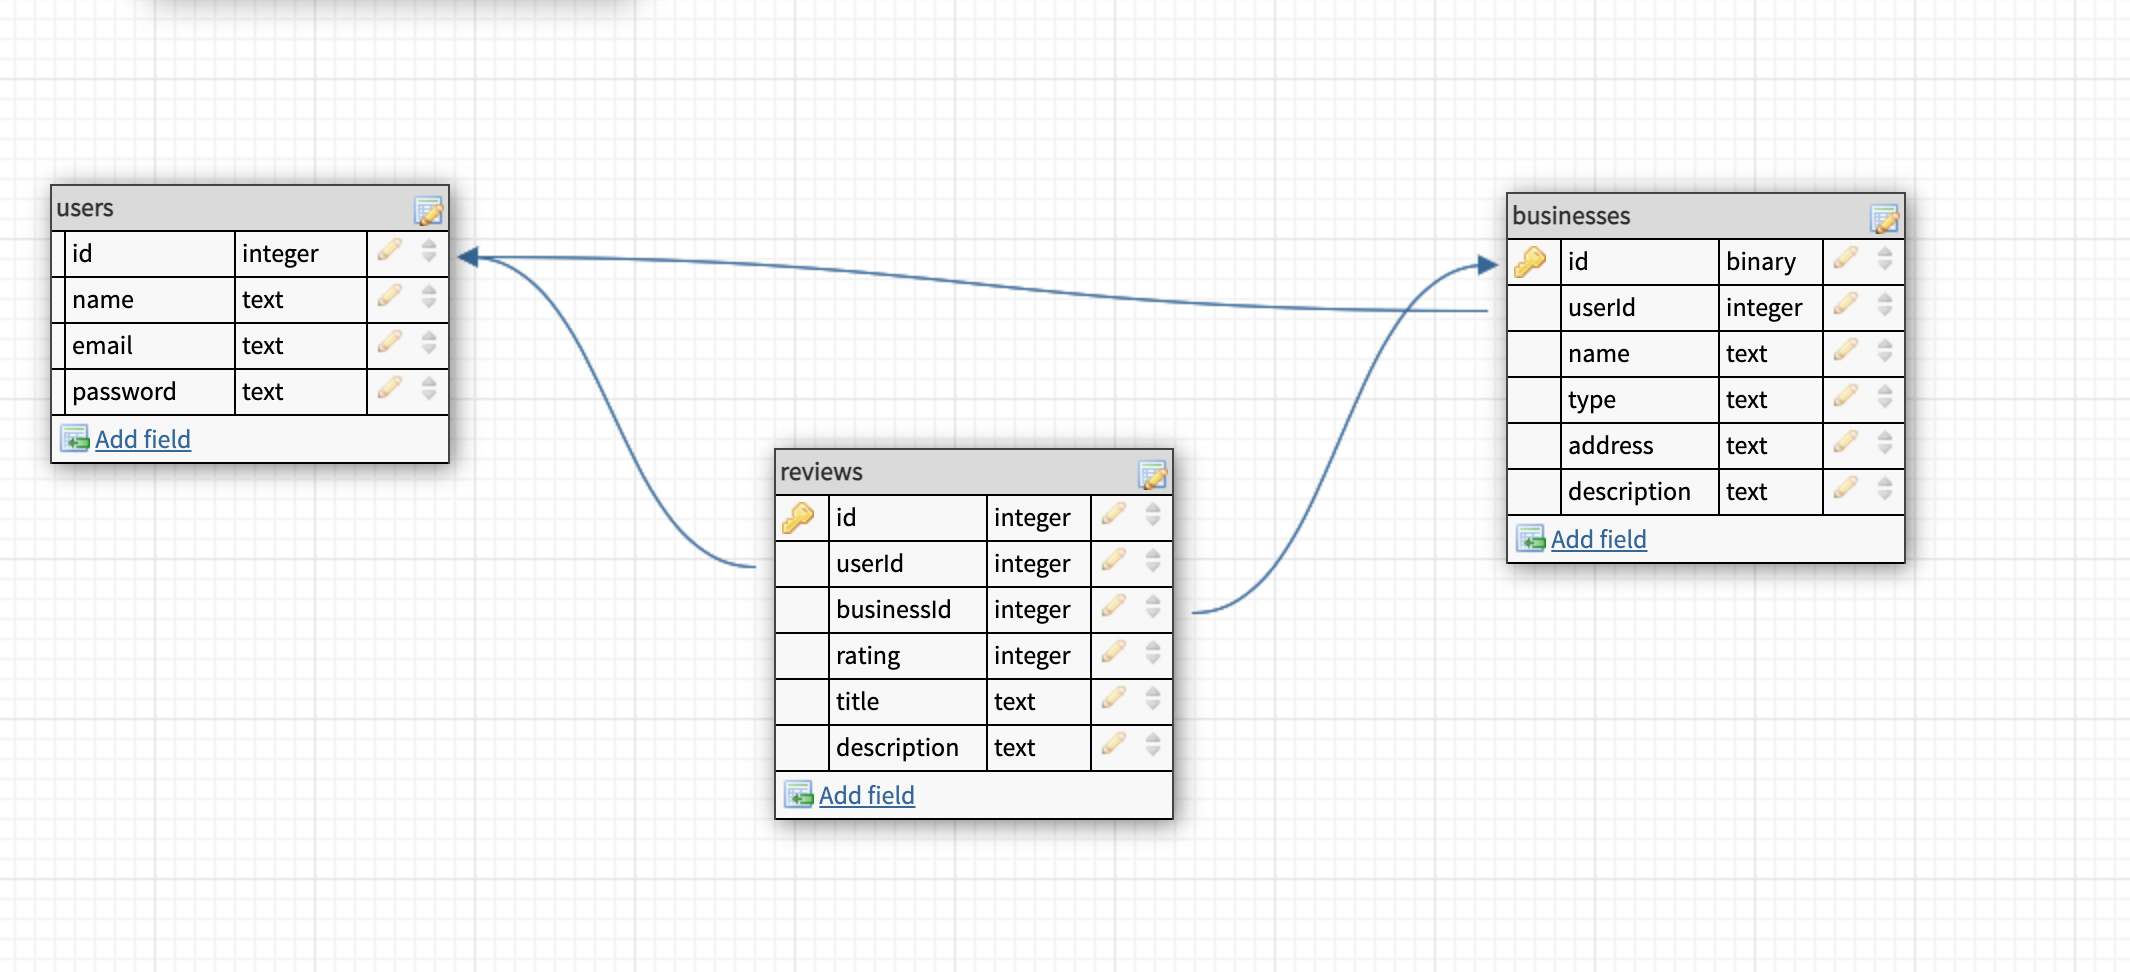 users
id integer
name text
email text
password text
Add field
reviews
id integer
userId integer
businessId integer
rating integer
title text
description text
Add field
businesses
id binary
userId integer
name text
type text
address text
description text
Add field